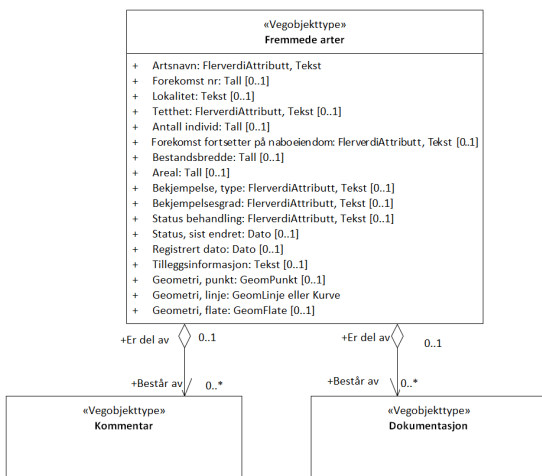 «Vegobjekttype»
Fremmede arter
+ Artsnavn: FlerverdiAttributt, Tekst
+ Forekomst nr: Tall [0..1]
+ Lokalitet: Tekst [0..1]
+ Tetthet: FlerverdiAttributt, Tekst [0..1]
+ Antall individ: Tall [0..1]
+ Forekomst fortsetter på naboeiendom: FlerverdiAttributt, Tekst [0..1]
+ Bestandsbredde: Tall [0..1]
+ Areal: Tall [0..1]
+ Bekjempelse, type: FlerverdiAttributt, Tekst [0..1]
+ Bekjempelsesgrad: FlerverdiAttributt, Tekst [0..1]
+ Status behandling: FlerverdiAttributt, Tekst [0..1]
+ Status, sist endret: Dato [0..1]
+ Registrert dato: Dato [0..1]
+ Tilleggsinformasjon: Tekst [0..1]
+ Geometri, punkt: GeomPunkt [0..1]
+ Geometri, linje: GeomLinje eller Kurve
+ Geometri, flate: GeomFlate [0..1]
+Er del av 0..1
+Er del av 0..1
+Består av 0..*
+Består av 0..*
«Vegobjekttype»
Kommentar
«Vegobjekttype»
Dokumentasjon